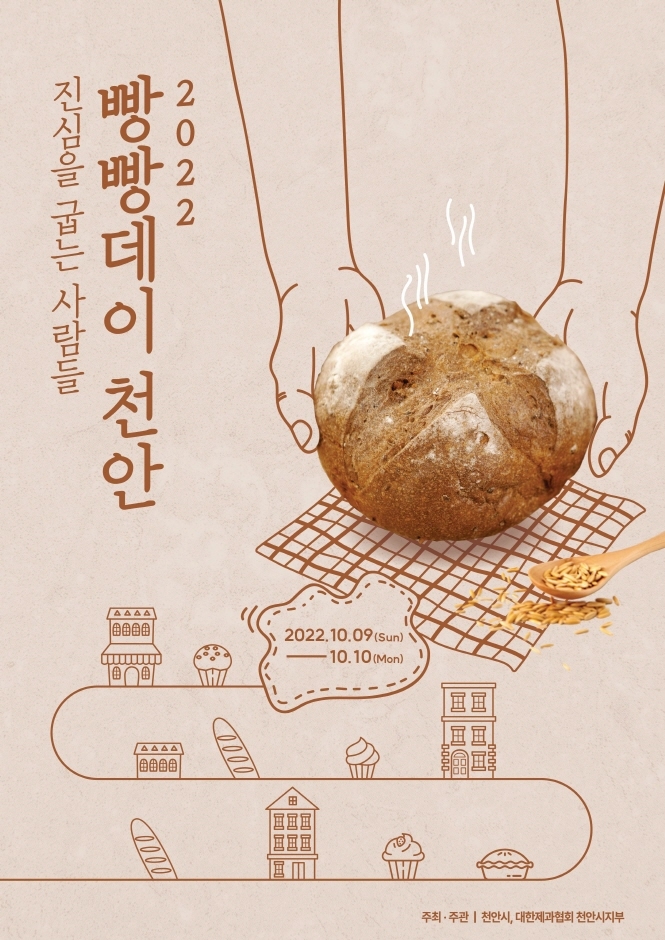 2022
빵빵데이 천안
진심을 굽는 사람들
2022.10.09(Sun)
10.10(Mon)
주최·주관 | 천안시, 대한제과협회 천안시지부